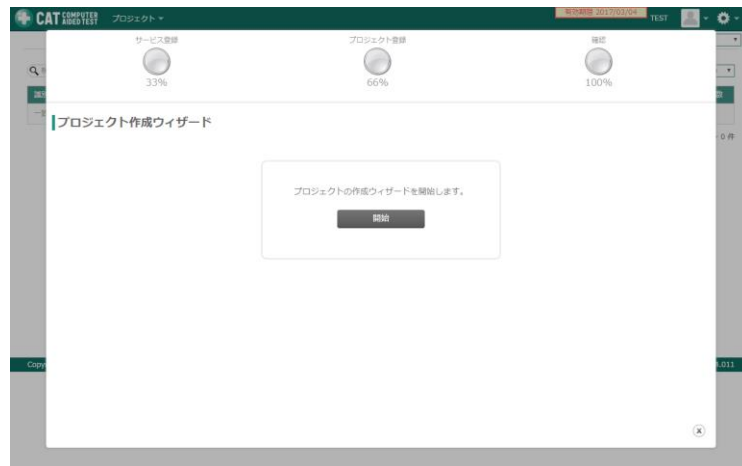 CAT COMPUTER AIDED TEST
プロジェクト
有効期限 2017/03/04
TEST
サービス登録
プロジェクト登録
確認
33%
66%
100%
プロジェクト作成ウィザード
0 件
プロジェクトの作成ウィザードを開始します。
開始
Copy
.011
x